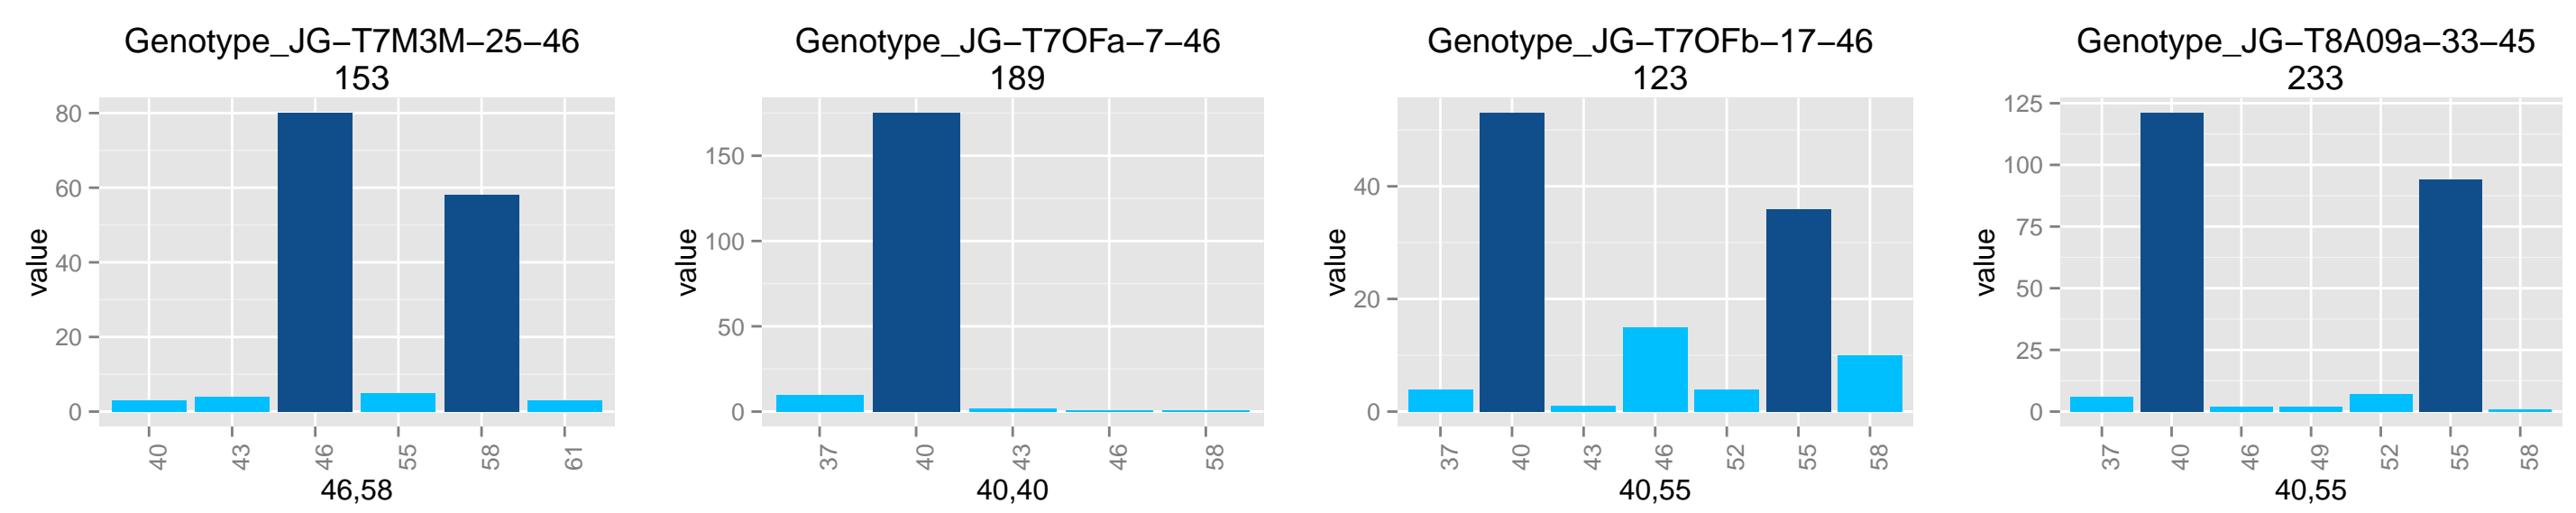 Genotype_JG−T7M3M−25−46
153
80
60
40
20
0
value
40 43 46 55 58 61
46,58
Genotype_JG−T7OFa−7−46
189
150
100
50
0
value
37 40 43 46 58
40,40
Genotype_JG−T7OFb−17−46
123
40
20
0
value
37 40 43 46 52 55 58
40,55
Genotype_JG−T8A09a−33−45
233
125
100
75
50
25
0
value
37 40 46 49 52 55 58
40,55